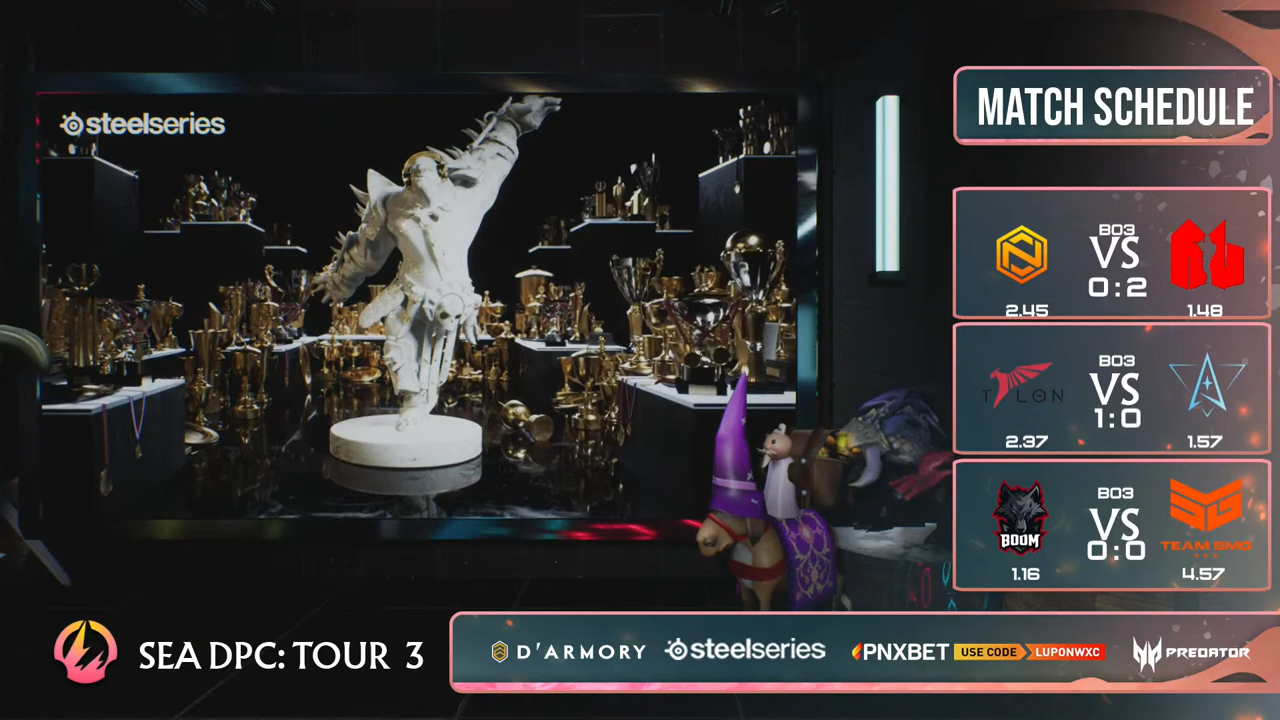 steelseries
MATCH SCHEDULE
BO3
VS
0:2
2.45
1.48
BO3
VS
1:0
TALON
2.37
1.57
BO3
VS
0:0
BOOM
TEAM SMG
1.16
4.57
SEA DPC: TOUR 3
D'ARMORY
steelseries
PNXBET USE CODE LUPONWXC
PREDATOR